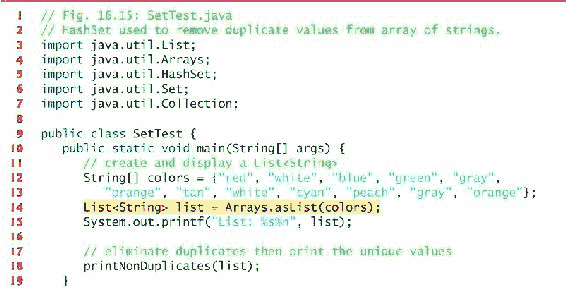 1 // Fig. 16.15: SetTest.java
2 // HashSet used to remove duplicate values from array of strings.
3 import java.util.List;
4 import java.util.Arrays;
5 import java.util.HashSet;
6 import java.util.Set;
7 import java.util.Collection;
8
9 public class SetTest {
10 public static void main(String[] args) {
11 // create and display a List<String>
12 String[] colors = {"red", "white", "blue", "green", "gray",
13 "orange", "tan", "white", "cyan", "peach", "gray", "orange"};
14 List<String> list = Arrays.asList(colors);
15 System.out.printf("List: %s%n", list);
16
17 // eliminate duplicates then print the unique values
18 printNonDuplicates(list);
19 }